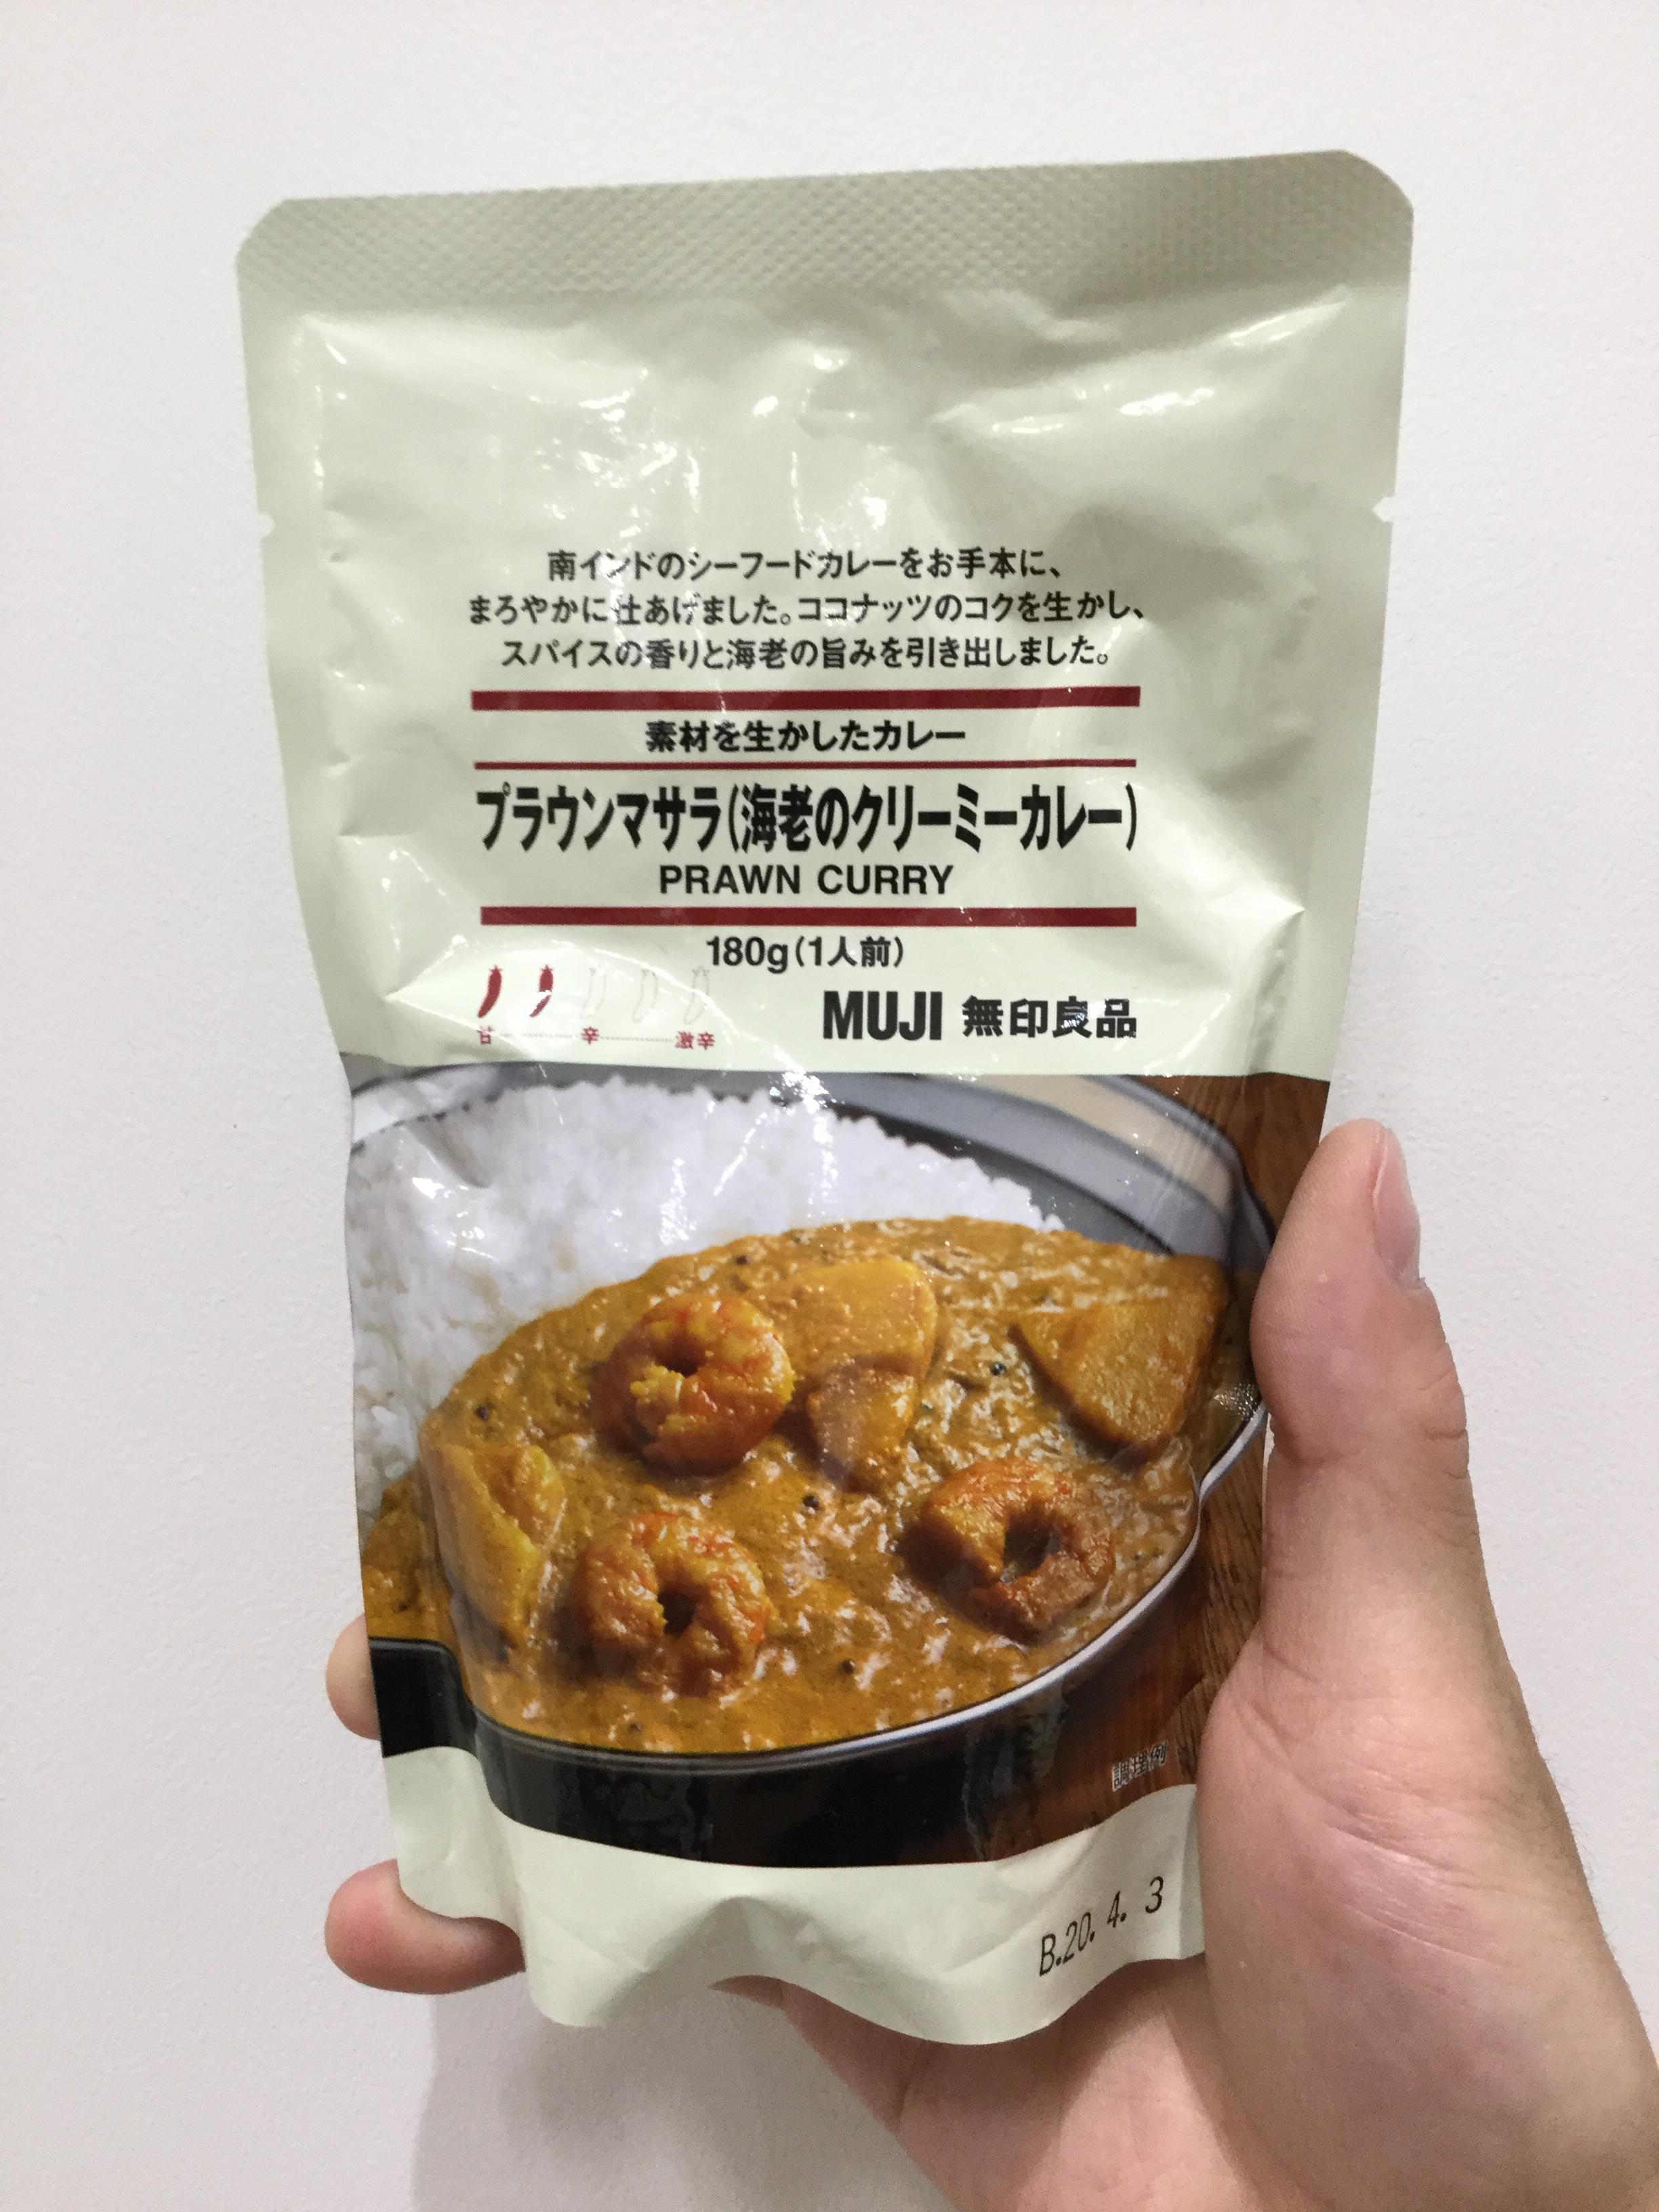 南インドのシーフードカレーをお手本に、
まろやかに仕あげました。ココナッツのコクを生かし、
スパイスの香りと海老の旨みを引き出しました。
素材を生かしたカレー
プラウンマサラ(海老のクリーミーカレー)
PRAWN CURRY
180g(1人前)
甘 辛 激辛
MUJI 無印良品
調理例
B.20. 4. 3